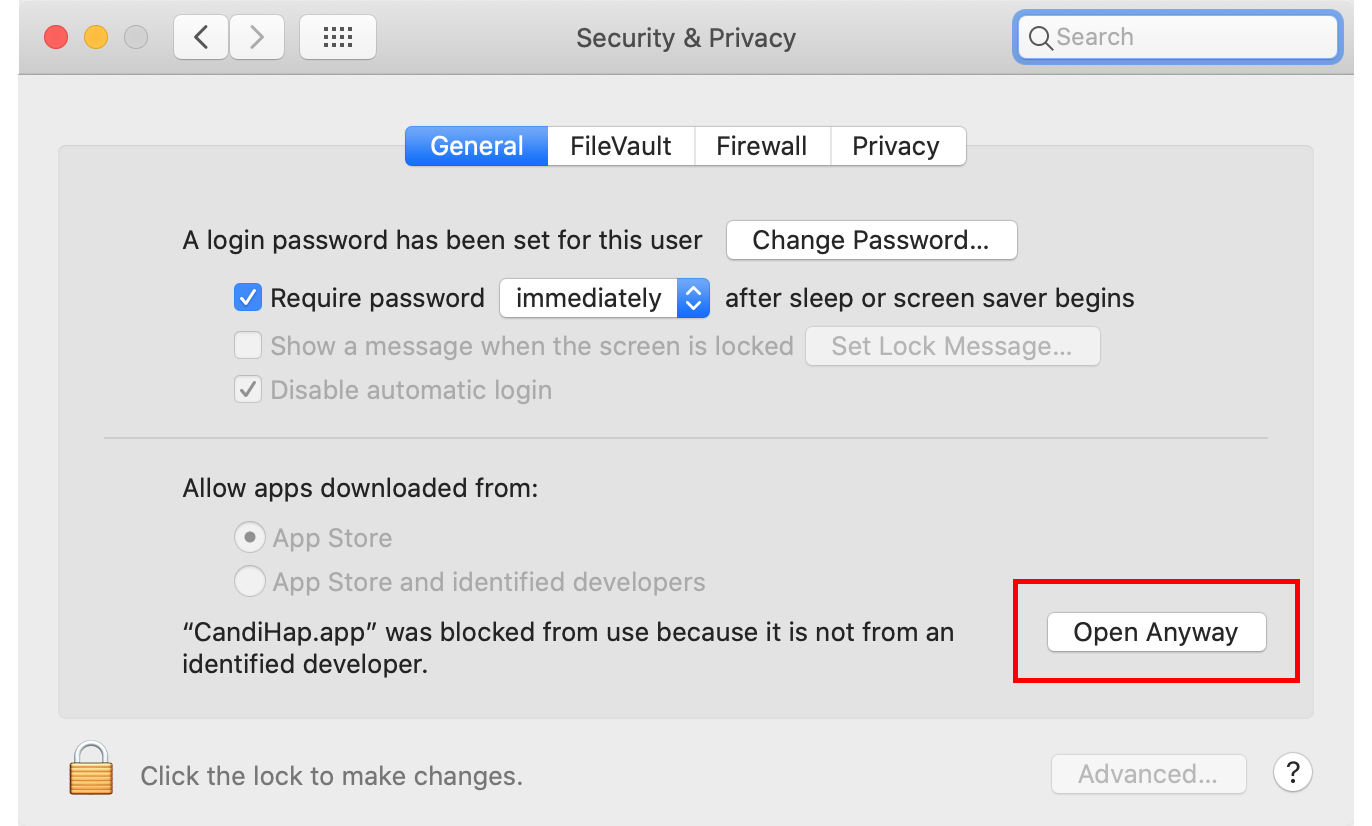 Security & Privacy
Search
General
FileVault
Firewall
Privacy
A login password has been set for this user
Change Password...
Require password
immediately
after sleep or screen saver begins
Show a message when the screen is locked
Set Lock Message...
Disable automatic login
Allow apps downloaded from:
App Store
App Store and identified developers
“CandiHap.app” was blocked from use because it is not from an
identified developer.
Open Anyway
Click the lock to make changes.
Advanced...
?